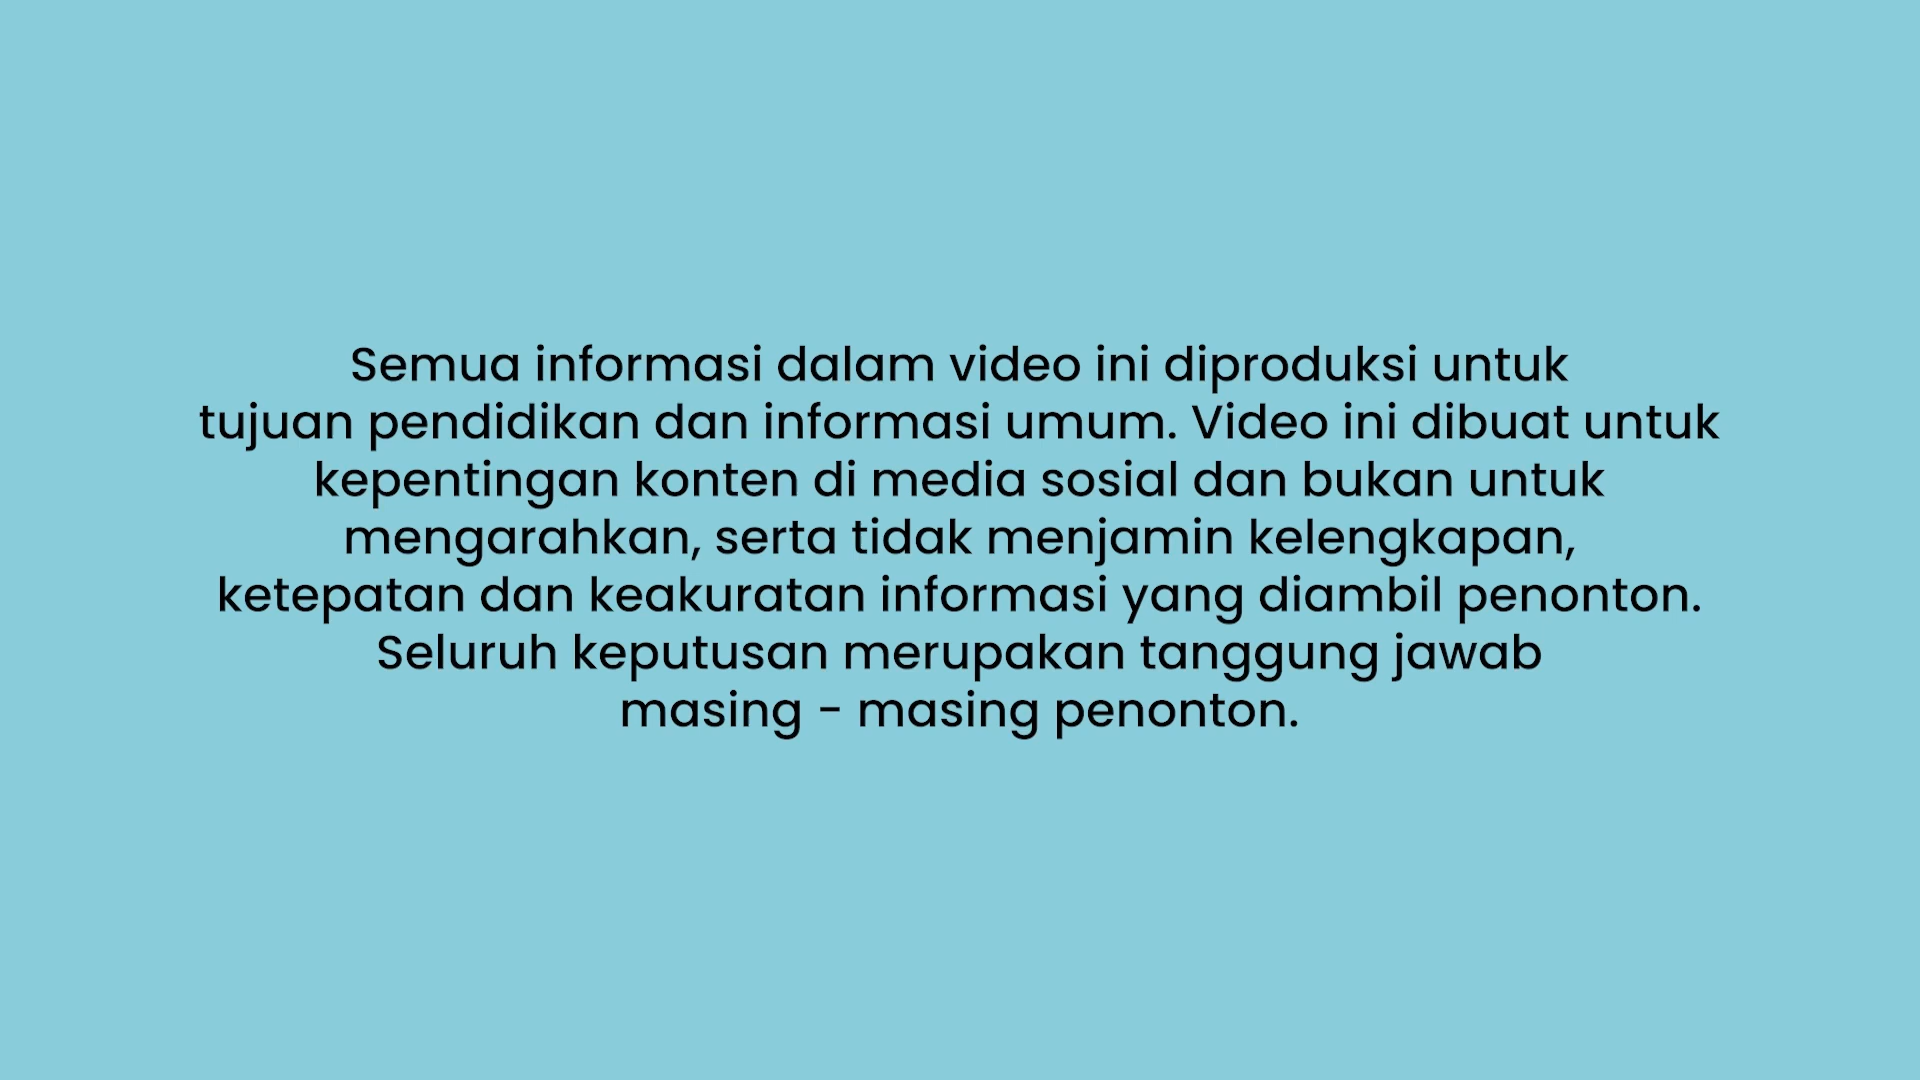 Semua informasi dalam video ini diproduksi untuk
tujuan pendidikan dan informasi umum. Video ini dibuat untuk
kepentingan konten di media sosial dan bukan untuk
mengarahkan, serta tidak menjamin kelengkapan,
ketepatan dan keakuratan informasi yang diambil penonton.
Seluruh keputusan merupakan tanggung jawab
masing - masing penonton.